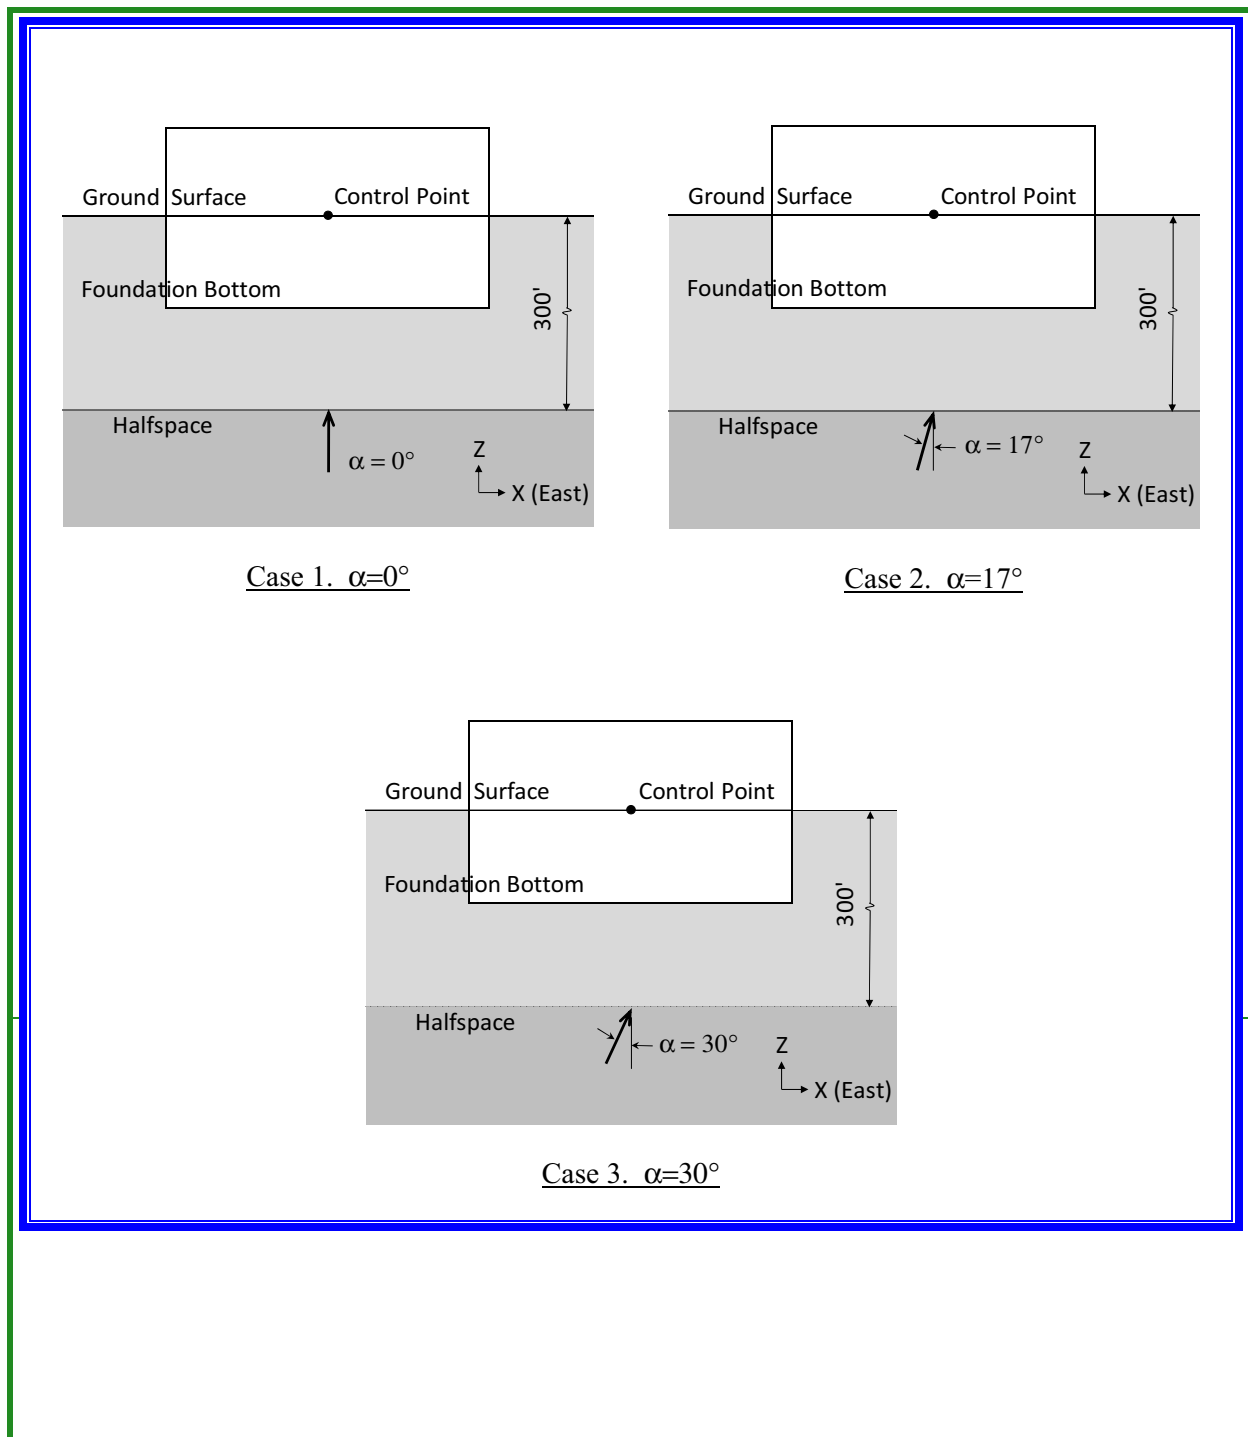 Ground Surface Control Point
Foundation Bottom
300'
Halfspace
α = 0°
Z
X (East)
Case 1. α=0°
Ground Surface Control Point
Foundation Bottom
300'
Halfspace
α = 17°
Z
X (East)
Case 2. α=17°
Ground Surface Control Point
Foundation Bottom
300'
Halfspace
α = 30°
Z
X (East)
Case 3. α=30°